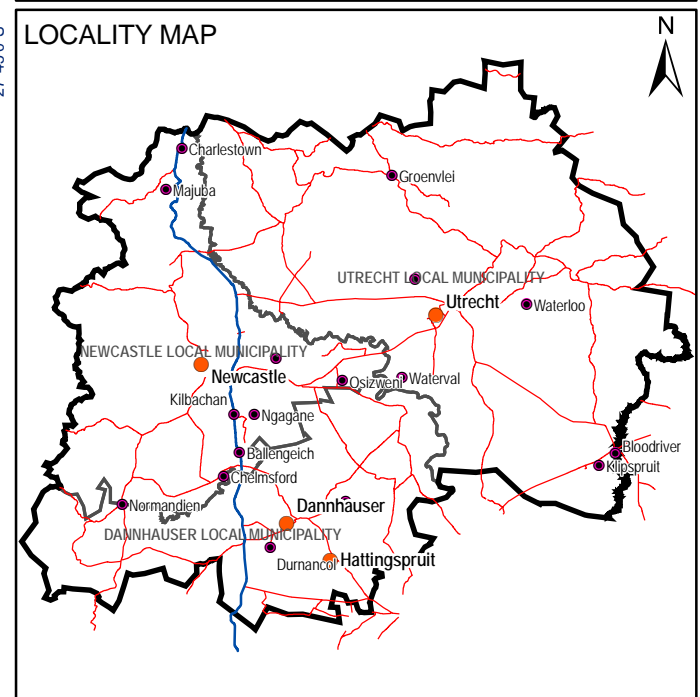 LOCALITY MAP
N
Charlestown
Groenvlei
Majuba
UTRECHT LOCAL MUNICIPALITY
Utrecht
Waterloo
NEWCASTLE LOCAL MUNICIPALITY
Newcastle
Osizweni
Waterval
Kilbachan
Ngagane
Ballengeich
Bloodriver
Klipspruit
Chelmsford
Normandien
Dannhauser
DANNHAUSER LOCAL MUNICIPALITY
Durnancol
Hattingspruit